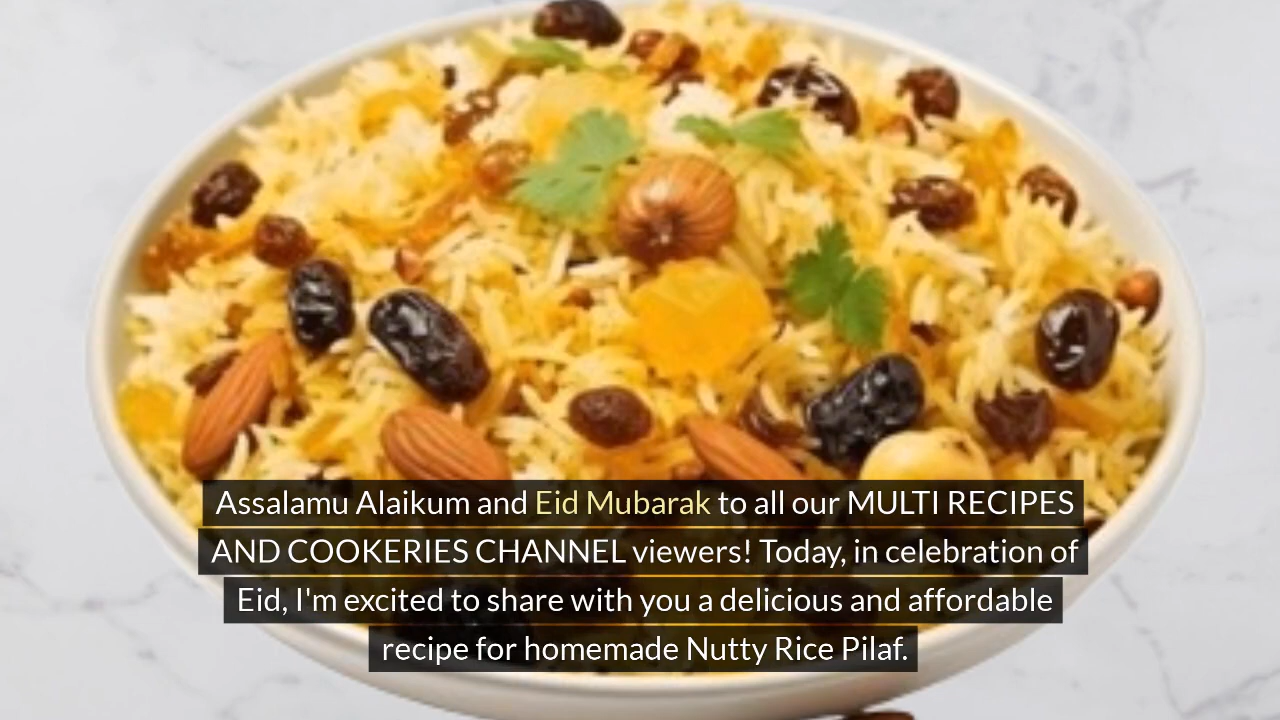 Assalamu Alaikum and Eid Mubarak to all our MULTI RECIPES
AND COOKERIES CHANNEL viewers! Today, in celebration of
Eid, I'm excited to share with you a delicious and affordable
recipe for homemade Nutty Rice Pilaf.